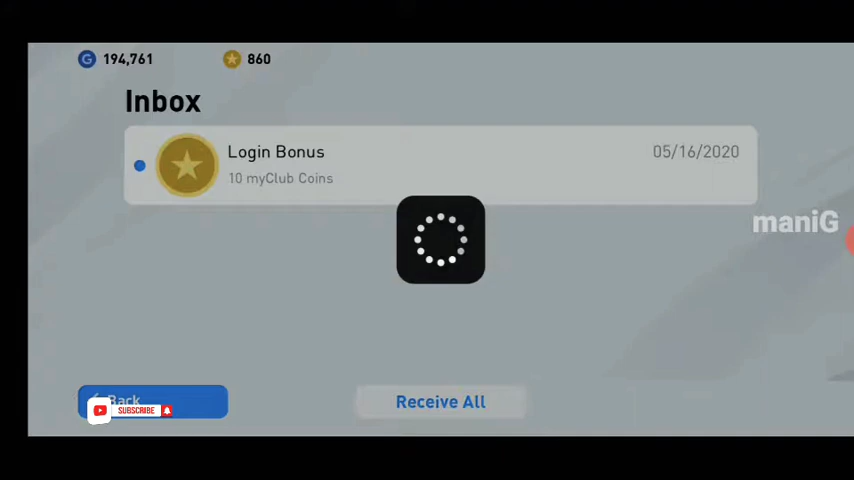 G 194,761 860
Inbox
Login Bonus 05/16/2020
10 myClub Coins
maniG
Back
SUBSCRIBE
Receive All